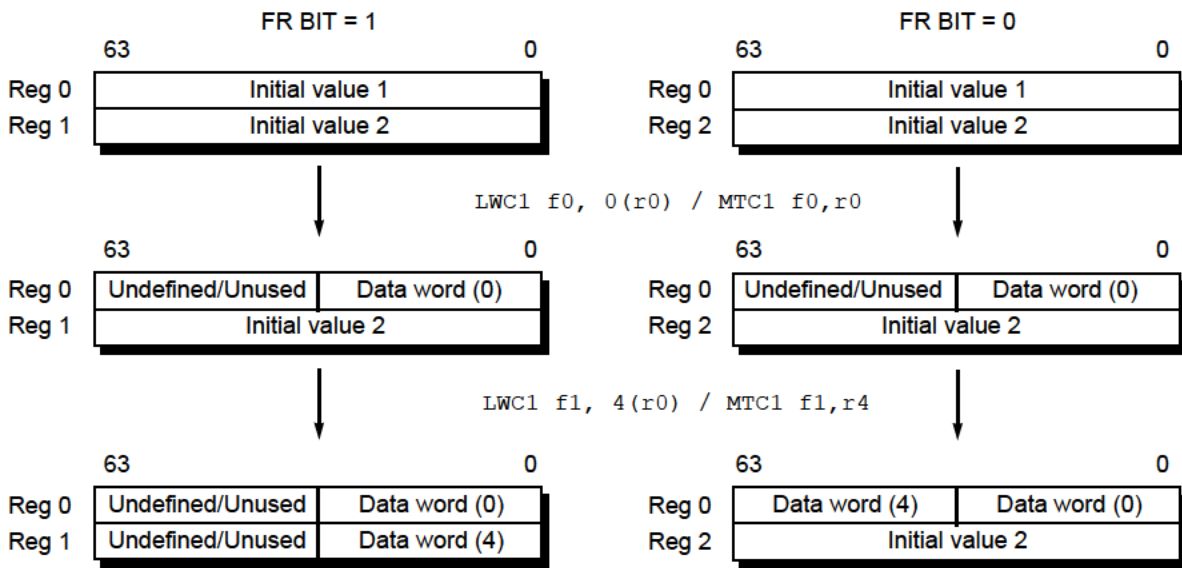 FR BIT = 1 FR BIT = 0
63 0 63 0
Reg 0 Initial value 1 Reg 0 Initial value 1
Reg 1 Initial value 2 Reg 2 Initial value 2
LWC1 f0, 0(r0) / MTC1 f0,r0
63 0 63 0
Reg 0 Undefined/Unused Data word (0) Reg 0 Undefined/Unused Data word (0)
Reg 1 Initial value 2 Reg 2 Initial value 2
LWC1 f1, 4(r0) / MTC1 f1,r4
63 0 63 0
Reg 0 Undefined/Unused Data word (0) Reg 0 Data word (4) Data word (0)
Reg 1 Undefined/Unused Data word (4) Reg 2 Initial value 2